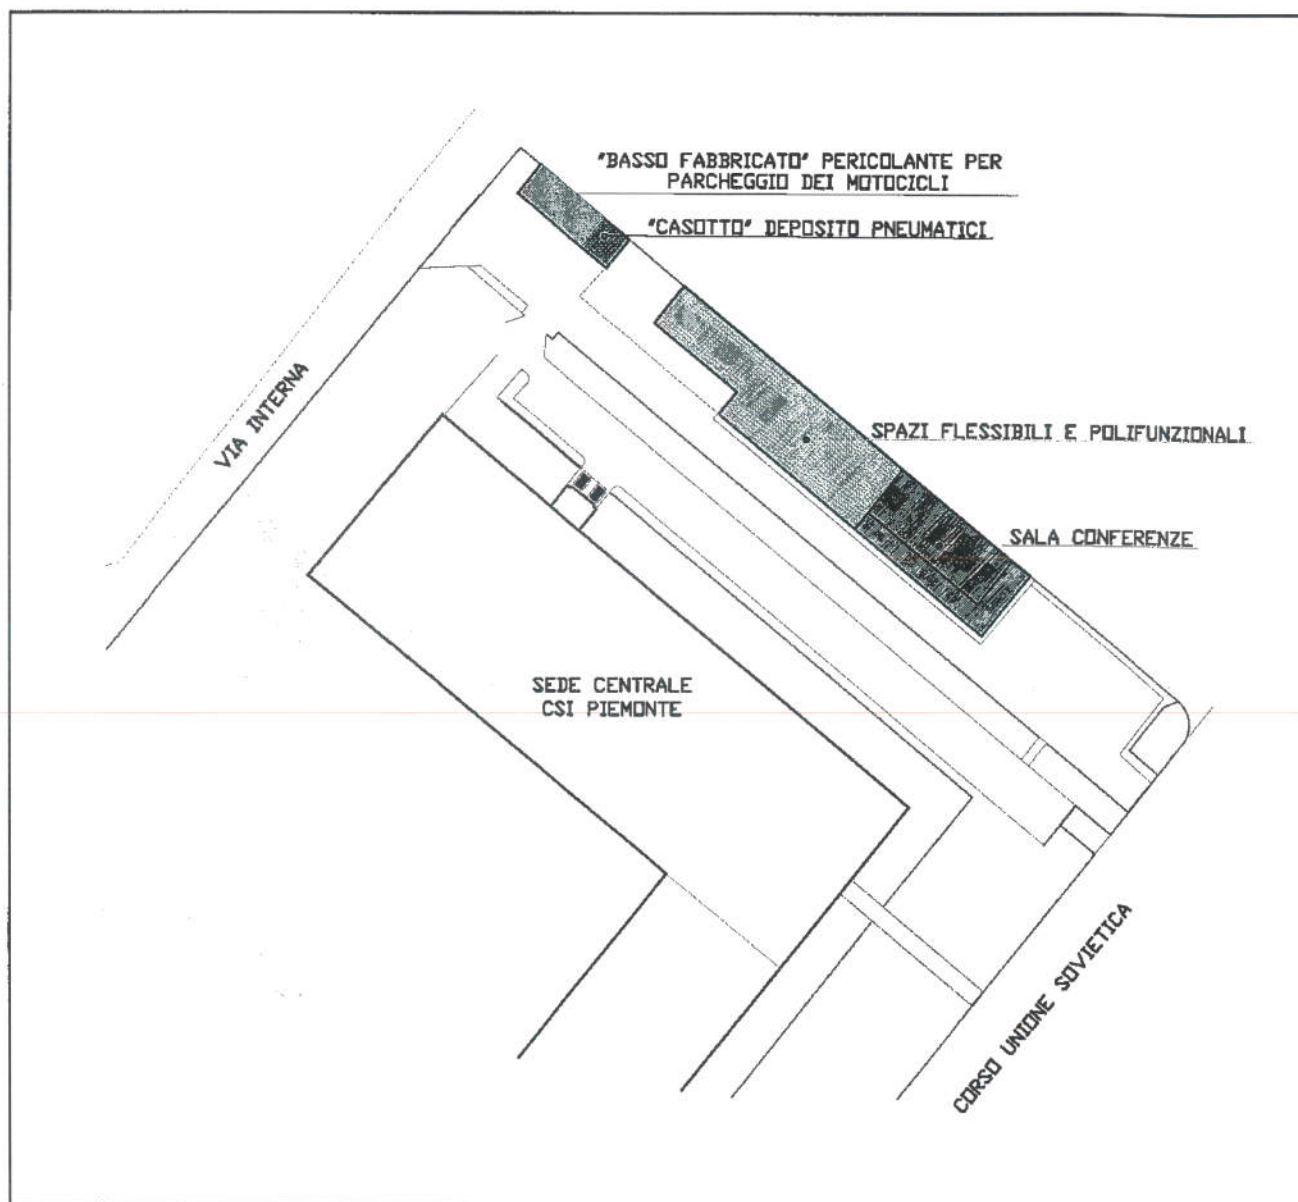 "BASSO FABBRICATO" PERICOLANTE PER
PARCHEGGIO DEI MOTOCICLI
"CASOTTO" DEPOSITO PNEUMATICI
VIA INTERNA
SPAZI FLESSIBILI E POLIFUNZIONALI
SALA CONFERENZE
SEDE CENTRALE
CSI PIEMONTE
CORSO UNIONE SOVIETICA